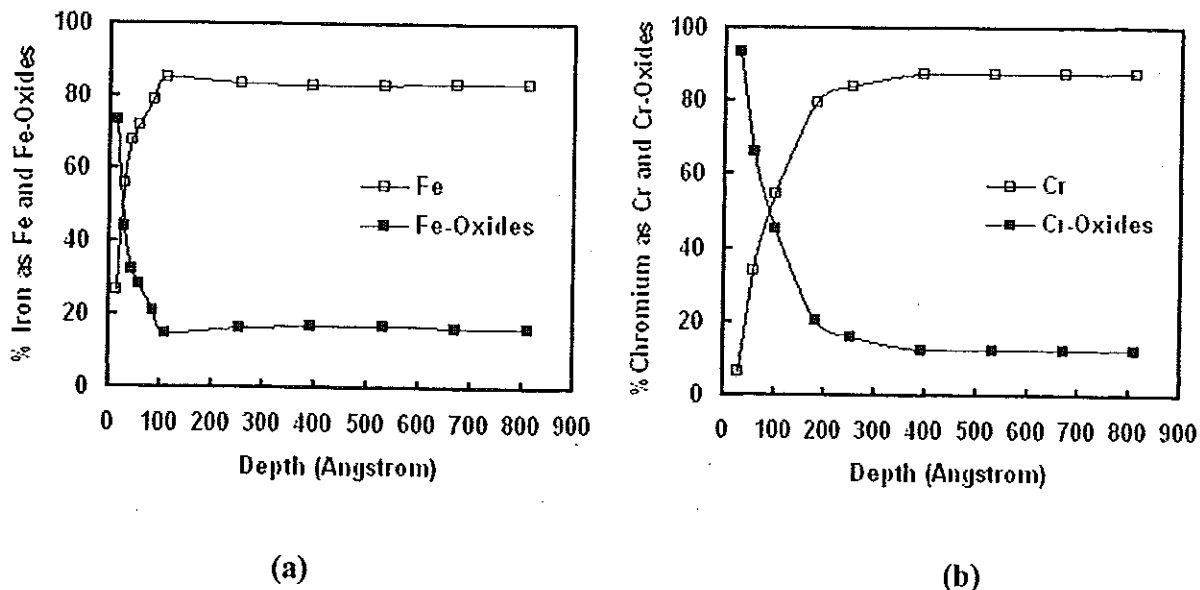 % Iron as Fe and Fe-Oxides
100
80
60
40
20
0
Fe
Fe-Oxides
0 100 200 300 400 500 600 700 800 900
Depth (Angstrom)
(a)
% Chromium as Cr and Cr-Oxides
100
80
60
40
20
0
Cr
Cr-Oxides
0 100 200 300 400 500 600 700 800 900
Depth (Angstrom)
(b)